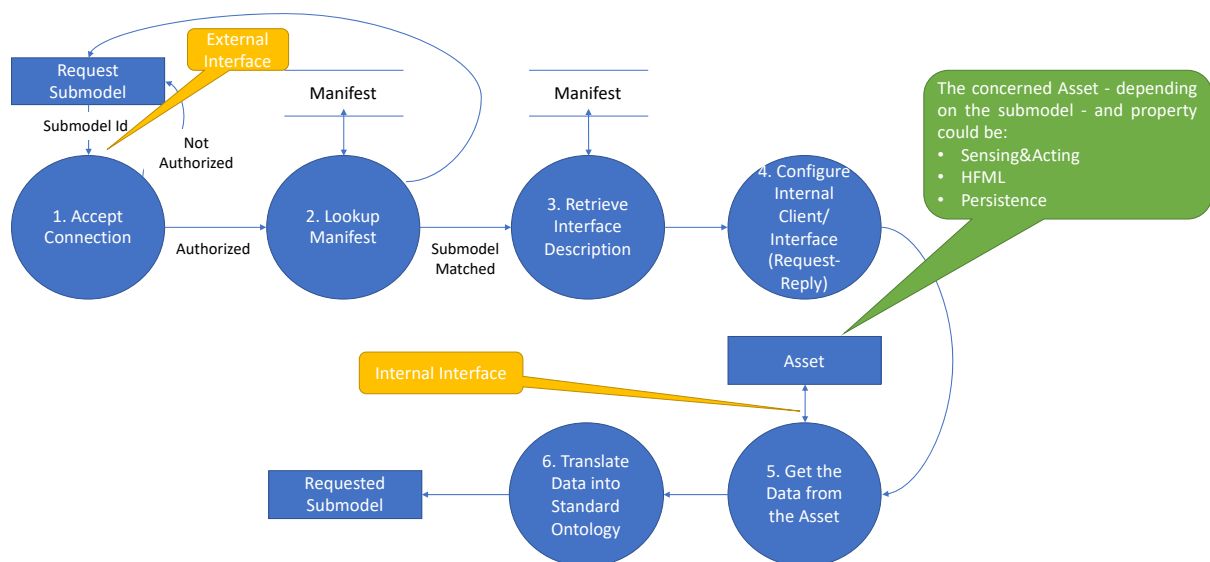 External
Interface
Request
Submodel
Manifest
Manifest
The concerned Asset - depending
on the submodel - and property
could be:
• Sensing&Acting
• HFML
• Persistence
Submodel Id
Not
Authorized
1. Accept
Connection
Authorized
2. Lookup
Manifest
Submodel
Matched
3. Retrieve
Interface
Description
4. Configure
Internal
Client/
Interface
(Request-
Reply)
Asset
Internal Interface
Requested
Submodel
6. Translate
Data into
Standard
Ontology
5. Get the
Data from
the Asset